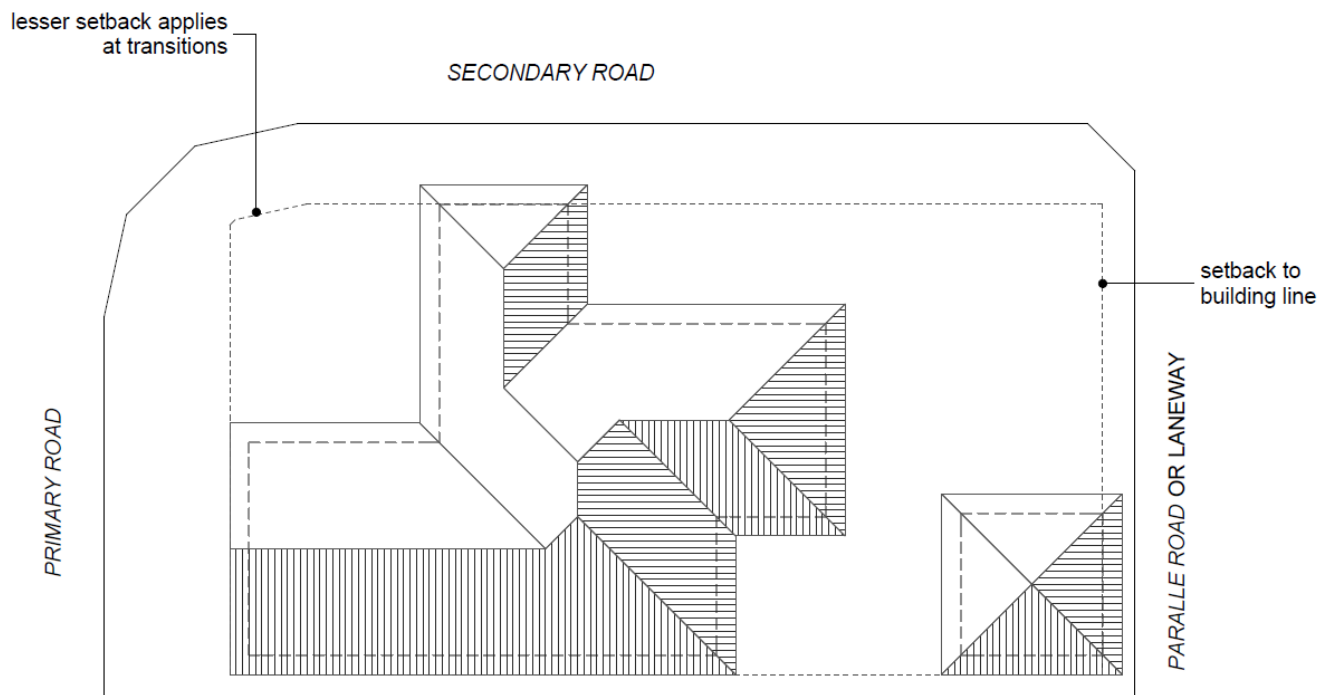 lesser setback applies
at transitions
SECONDARY ROAD
setback to
building line
PRIMARY ROAD
PARALLE ROAD OR LANEWAY